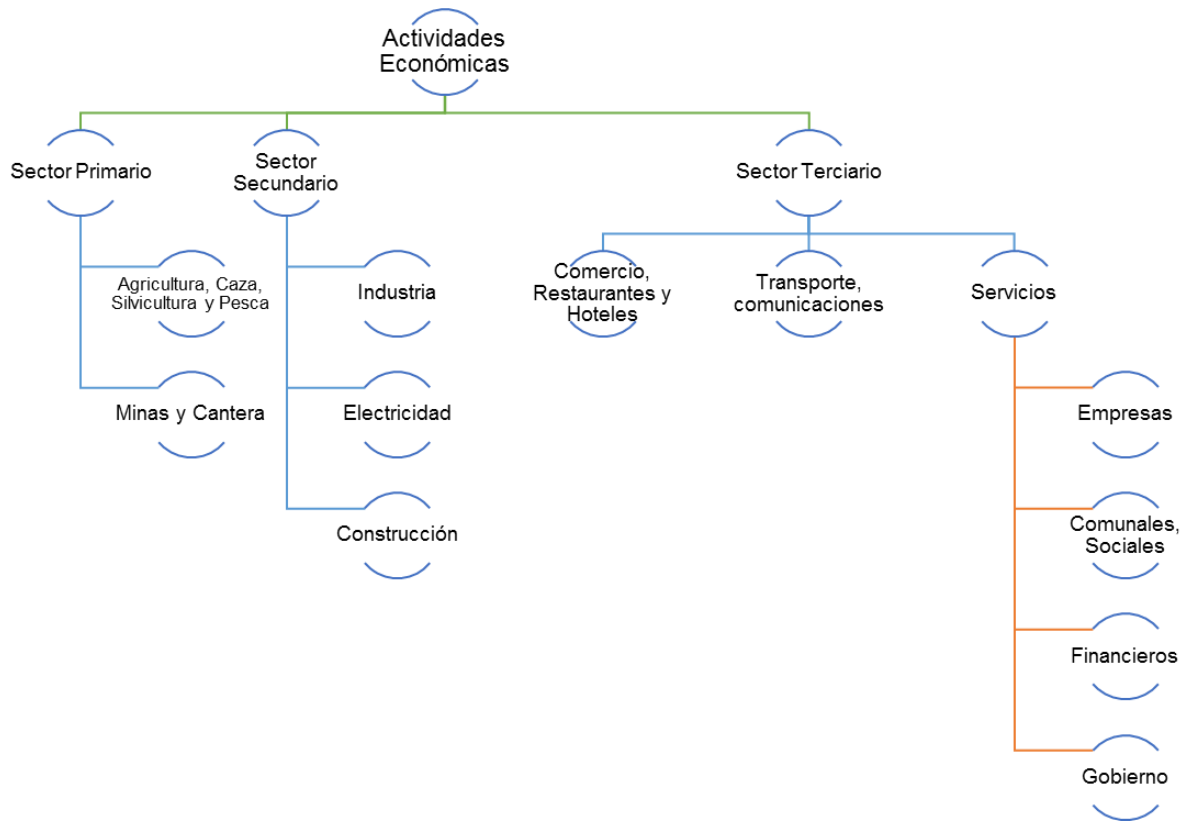 Actividades
Económicas
Sector Primario
Sector
Secundario
Sector Terciario
Agricultura, Caza,
Silvicultura y Pesca
Industria
Comercio,
Restaurantes y
Hoteles
Transporte,
comunicaciones
Servicios
Minas y Cantera
Electricidad
Empresas
Construcción
Comunales,
Sociales
Financieros
Gobierno